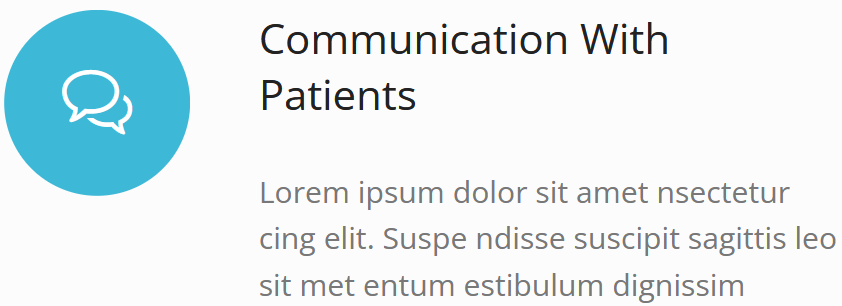 Communication With
Patients
Lorem ipsum dolor sit amet nsectetur
cing elit. Suspe ndisse suscipit sagittis leo
sit met entum estibulum dignissim